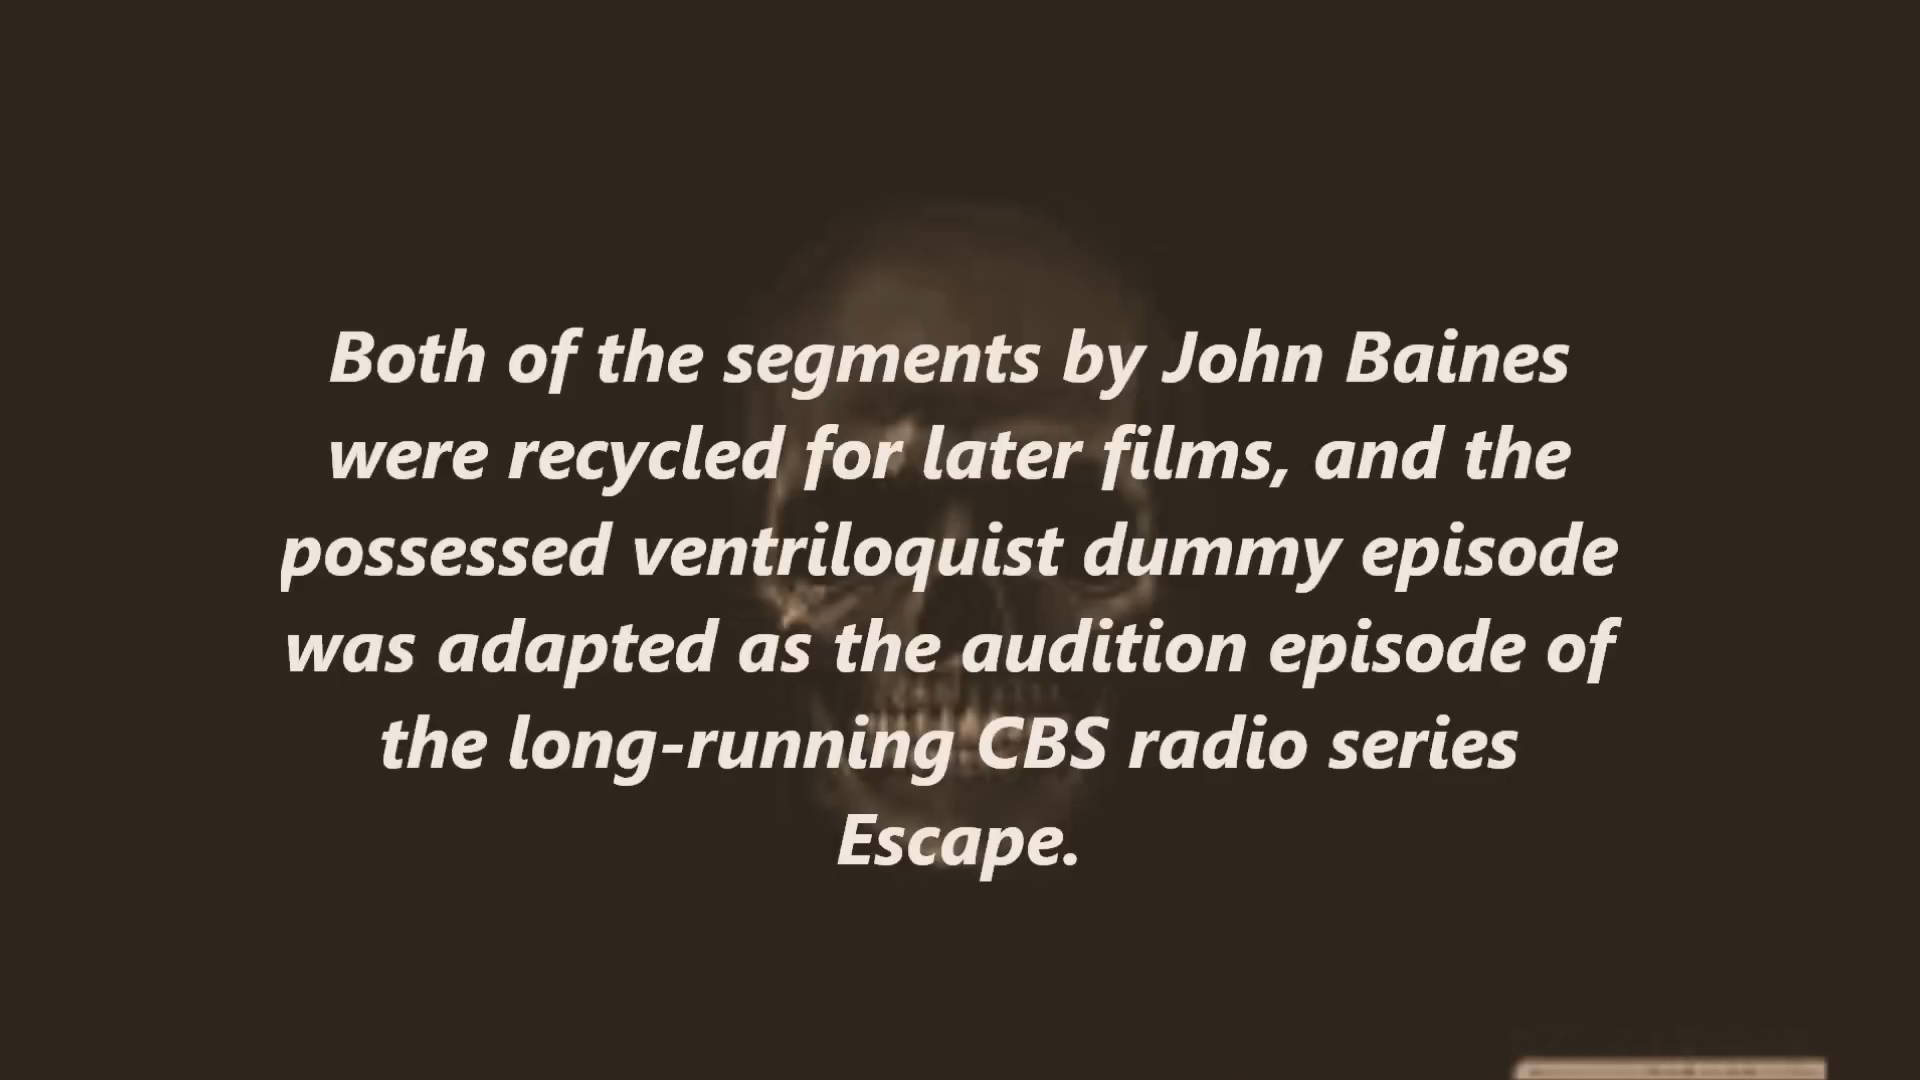 Both of the segments by John Baines
were recycled for later films, and the
possessed ventriloquist dummy episode
was adapted as the audition episode of
the long-running CBS radio series
Escape.